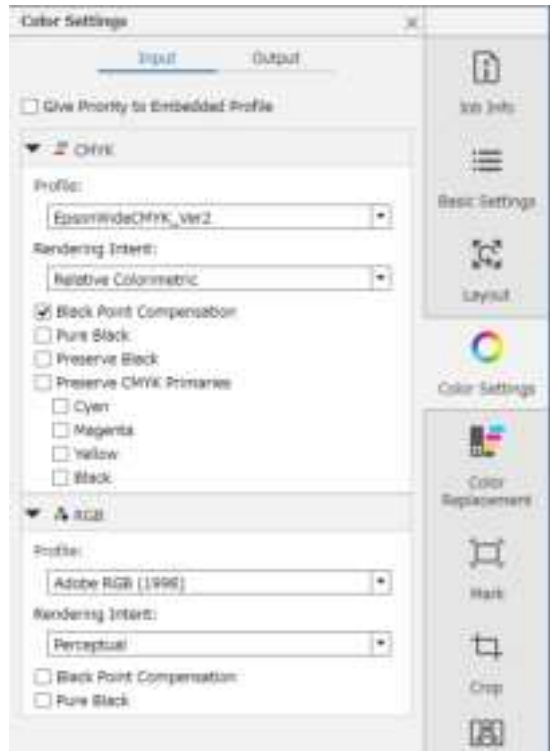 Color Settings
Input Output
Give Priority to Embedded Profile
CMYK
Profile:
EpsonWideCMYK_Ver2
Rendering Intent:
Relative Colorimetric
Black Point Compensation
Pure Black
Preserve Black
Preserve CMYK Primaries
Cyan
Magenta
Yellow
Black
RGB
Profile:
Adobe RGB (1998)
Rendering Intent:
Perceptual
Black Point Compensation
Pure Black
Job Info
Basic Settings
Layout
Color Settings
Color
Replacement
Mark
Crop